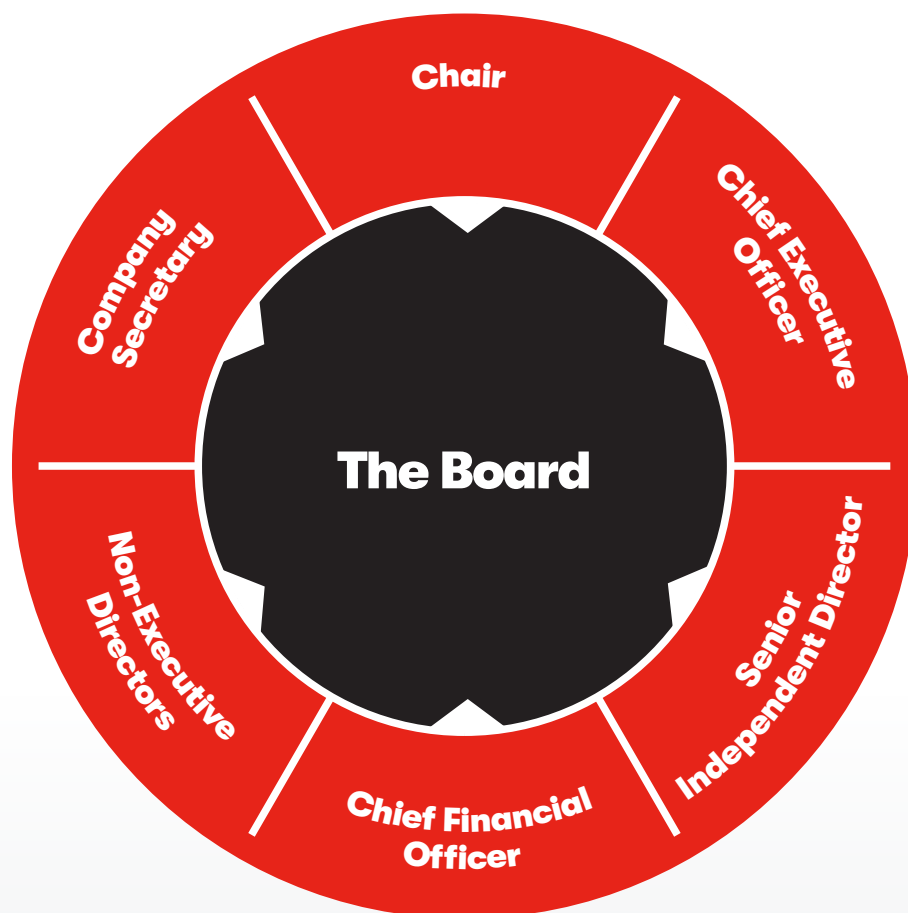 Chair
Chief Executive
Officer
Senior
Independent Director
Chief Financial
Officer
Non-Executive
Directors
Company
Secretary
The Board